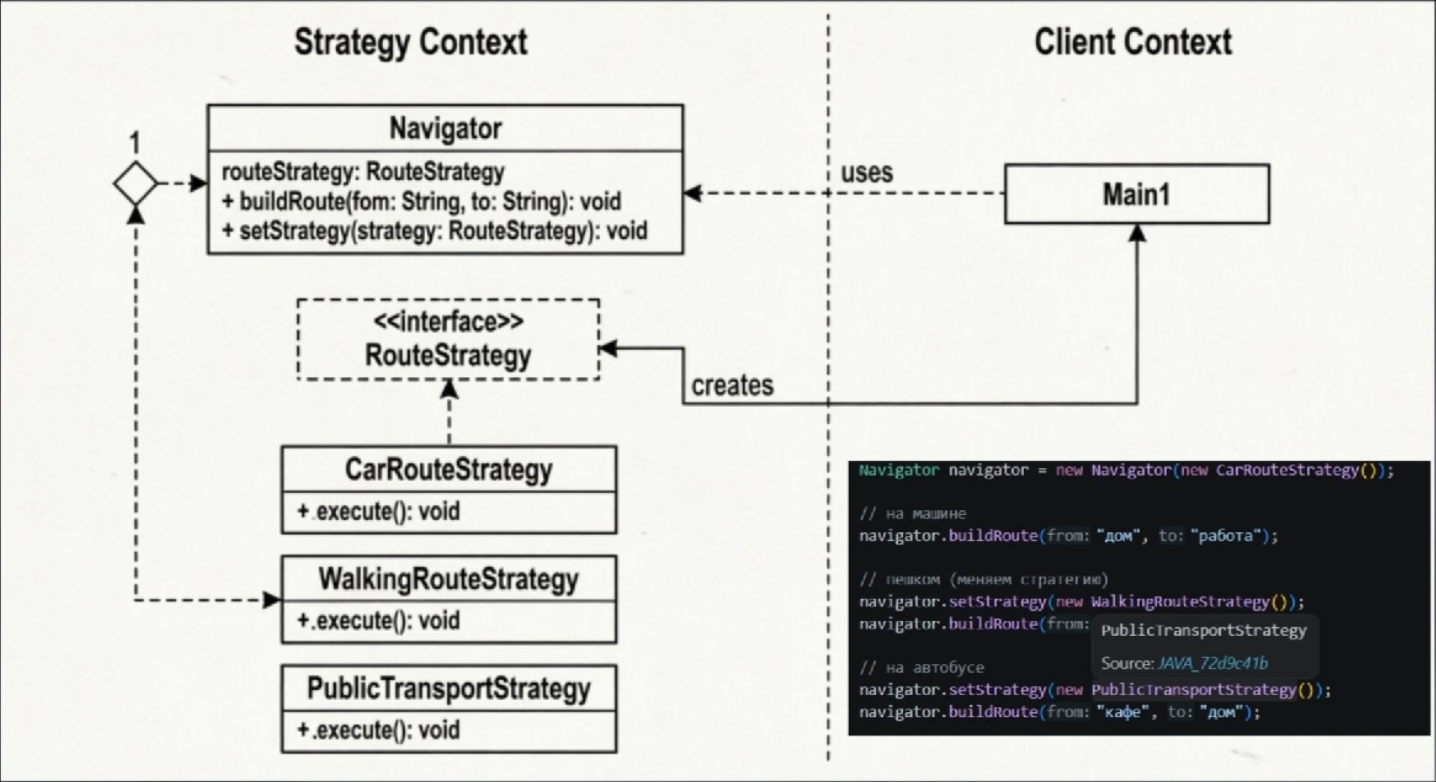 Strategy Context
Client Context
1
Navigator
routeStrategy: RouteStrategy
+ buildRoute(fom: String, to: String): void
+ setStrategy(strategy: RouteStrategy): void
uses
Main1
<<interface>>
RouteStrategy
creates
CarRouteStrategy
+.execute(): void
WalkingRouteStrategy
+.execute(): void
PublicTransportStrategy
+.execute(): void
Navigator navigator = new Navigator(new CarRouteStrategy());
// на машине
navigator.buildRoute(from: "дом", to: "работа");
// пешком (меняем стратегию)
navigator.setStrategy(new WalkingRouteStrategy());
navigator.buildRoute(from:
PublicTransportStrategy
Source: JAVA_72d9c41b
// на автобусе
navigator.setStrategy(new PublicTransportStrategy());
navigator.buildRoute(from: "кафе", to: "дом");